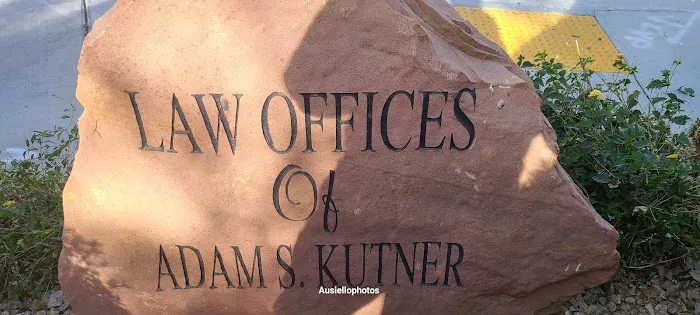 LAW OFFICES
Of
ADAM S. KUTNER
Ausiellophotos